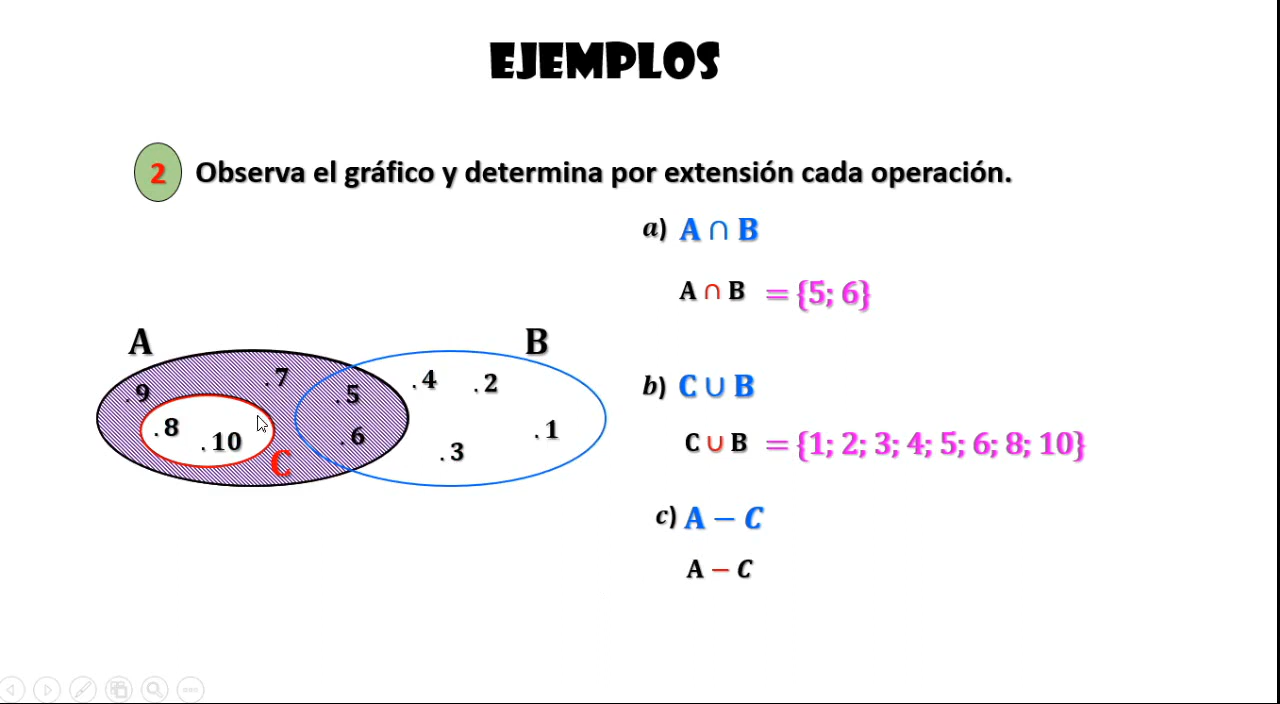 EJEMPLOS
2 Observa el gráfico y determina por extensión cada operación.
a) A ∩ B
A ∩ B = {5; 6}
b) C ∪ B
C ∪ B = {1; 2; 3; 4; 5; 6; 8; 10}
c) A − C
A − C
A B
.9 .7 .5 .4 .2
.8 .10 .6 .3 .1
C